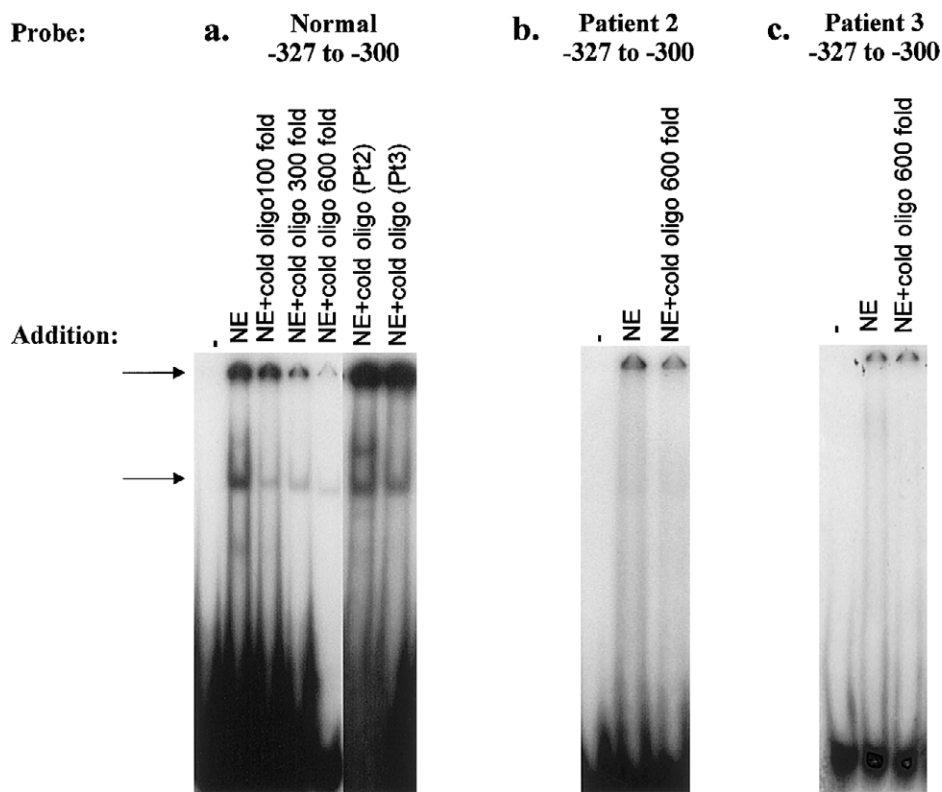 Probe:
a.
Normal
-327 to -300
b.
Patient 2
-327 to -300
c.
Patient 3
-327 to -300
Addition:
-
NE
NE+cold oligo100 fold
NE+cold oligo 300 fold
NE+cold oligo 600 fold
NE+cold oligo (Pt2)
NE+cold oligo (Pt3)
-
NE
NE+cold oligo 600 fold
-
NE
NE+cold oligo 600 fold